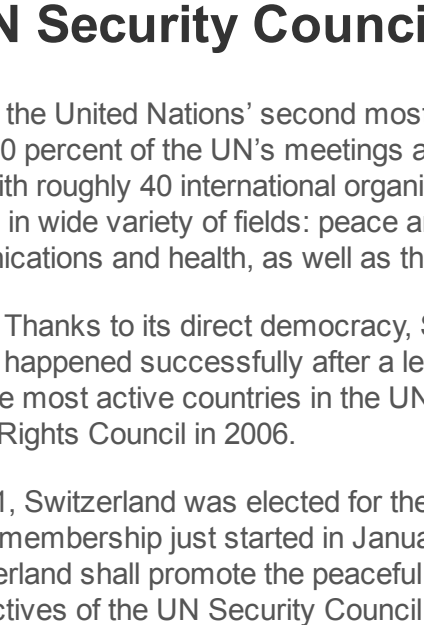 N Security Counci
the United Nations’ second most
0 percent of the UN’s meetings a
ith roughly 40 international organi
in wide variety of fields: peace a
ications and health, as well as th
Thanks to its direct democracy, S
happened successfully after a le
e most active countries in the UN
Rights Council in 2006.
1, Switzerland was elected for the
membership just started in Janua
erland shall promote the peaceful
ctives of the UN Security Council